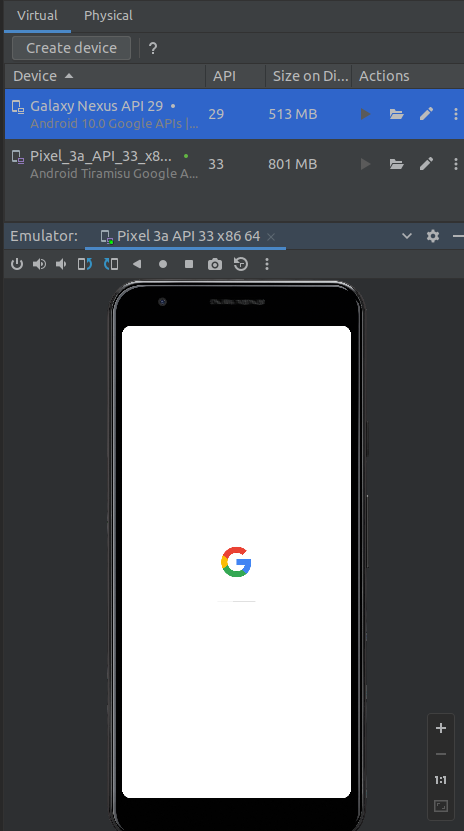 Virtual Physical
Create device ?
Device API Size on Di... Actions
Galaxy Nexus API 29
Android 10.0 Google APIs |...
29 513 MB
Pixel_3a_API_33_x8...
Android Tiramisu Google A...
33 801 MB
Emulator: Pixel 3a API 33 x86 64
G
1:1